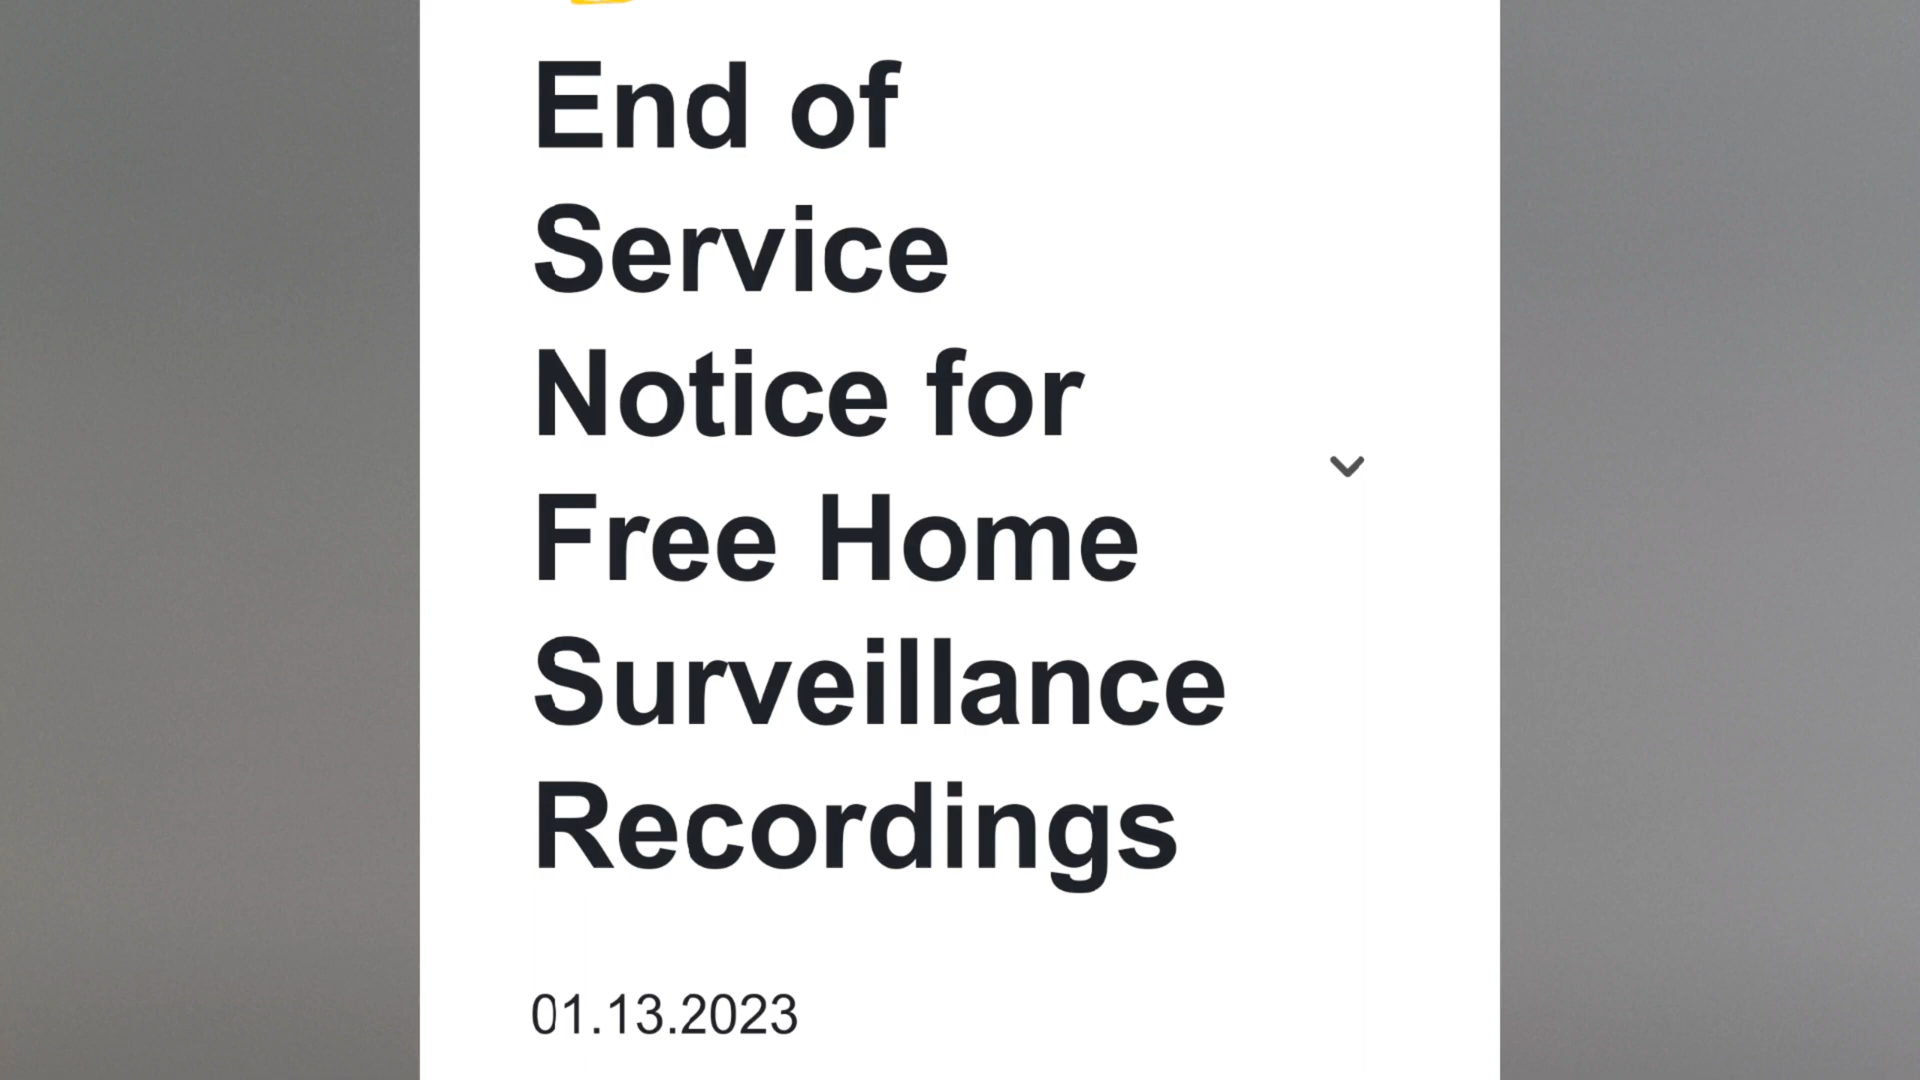 End of
Service
Notice for
Free Home
Surveillance
Recordings
01.13.2023